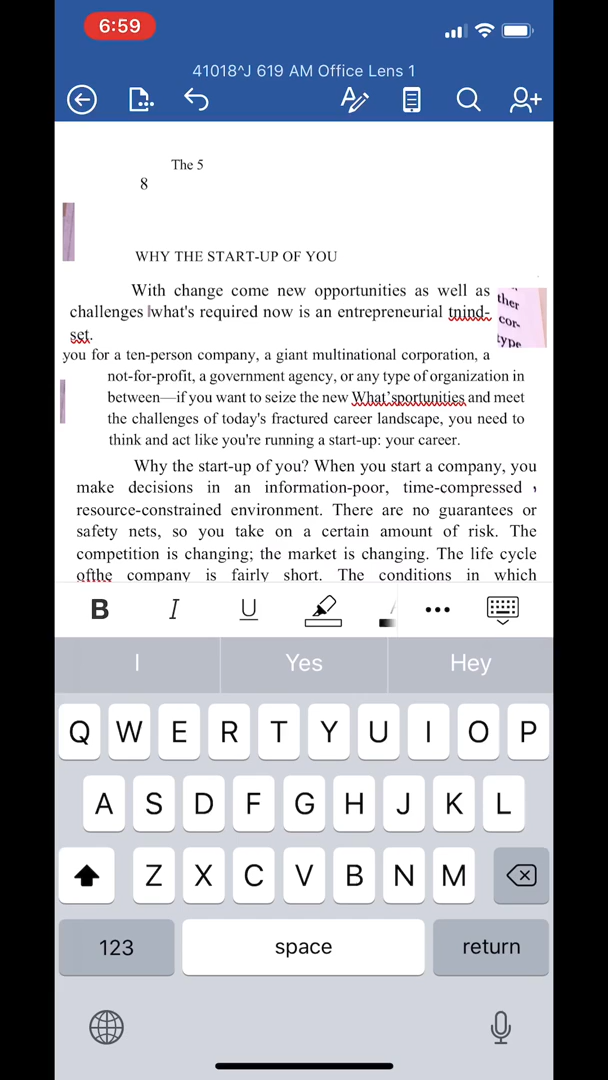 6:59
41018^J 619 AM Office Lens 1
The 5
8
WHY THE START-UP OF YOU
With change come new opportunities as well as
challenges what's required now is an entrepreneurial tnind-
set.
ther
cor-
type
you for a ten-person company, a giant multinational corporation, a
not-for-profit, a government agency, or any type of organization in
between—if you want to seize the new What'sportunities and meet
the challenges of today's fractured career landscape, you need to
think and act like you're running a start-up: your career.
Why the start-up of you? When you start a company, you
make decisions in an information-poor, time-compressed ,
resource-constrained environment. There are no guarantees or
safety nets, so you take on a certain amount of risk. The
competition is changing; the market is changing. The life cycle
ofthe company is fairly short. The conditions in which
B I U
I Yes Hey
Q W E R T Y U I O P
A S D F G H J K L
Z X C V B N M
123 space return